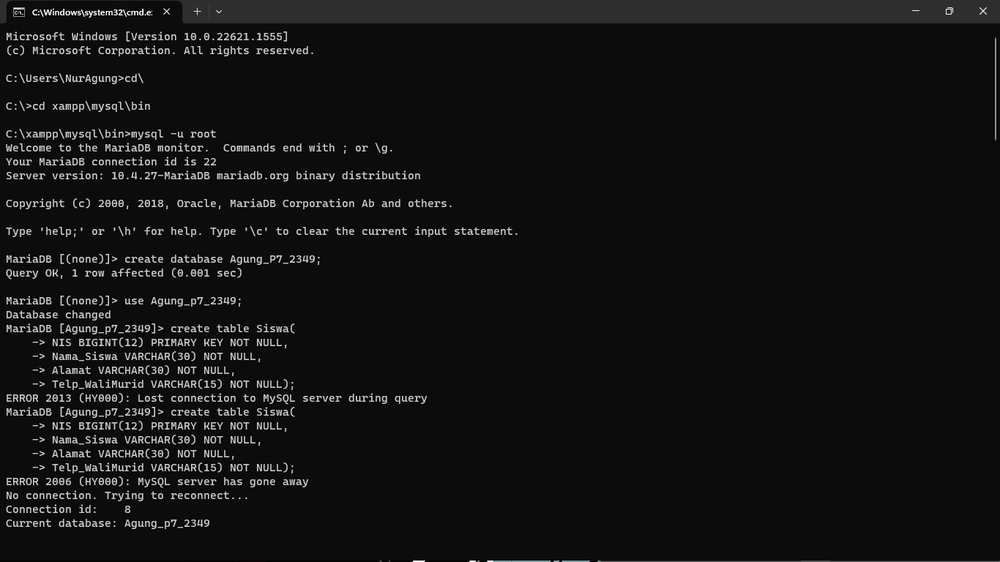 C:\Windows\system32\cmd.e:
Microsoft Windows [Version 10.0.22621.1555]
(c) Microsoft Corporation. All rights reserved.
C:\Users\NurAgung>cd\
C:\>cd xampp\mysql\bin
C:\xampp\mysql\bin>mysql -u root
Welcome to the MariaDB monitor.  Commands end with ; or \g.
Your MariaDB connection id is 22
Server version: 10.4.27-MariaDB mariadb.org binary distribution
Copyright (c) 2000, 2018, Oracle, MariaDB Corporation Ab and others.
Type 'help;' or '\h' for help. Type '\c' to clear the current input statement.
MariaDB [(none)]> create database Agung_P7_2349;
Query OK, 1 row affected (0.001 sec)
MariaDB [(none)]> use Agung_p7_2349;
Database changed
MariaDB [Agung_p7_2349]> create table Siswa(
    -> NIS BIGINT(12) PRIMARY KEY NOT NULL,
    -> Nama_Siswa VARCHAR(30) NOT NULL,
    -> Alamat VARCHAR(30) NOT NULL,
    -> Telp_WaliMurid VARCHAR(15) NOT NULL);
ERROR 2013 (HY000): Lost connection to MySQL server during query
MariaDB [Agung_p7_2349]> create table Siswa(
    -> NIS BIGINT(12) PRIMARY KEY NOT NULL,
    -> Nama_Siswa VARCHAR(30) NOT NULL,
    -> Alamat VARCHAR(30) NOT NULL,
    -> Telp_WaliMurid VARCHAR(15) NOT NULL);
ERROR 2006 (HY000): MySQL server has gone away
No connection. Trying to reconnect...
Connection id:    8
Current database: Agung_p7_2349